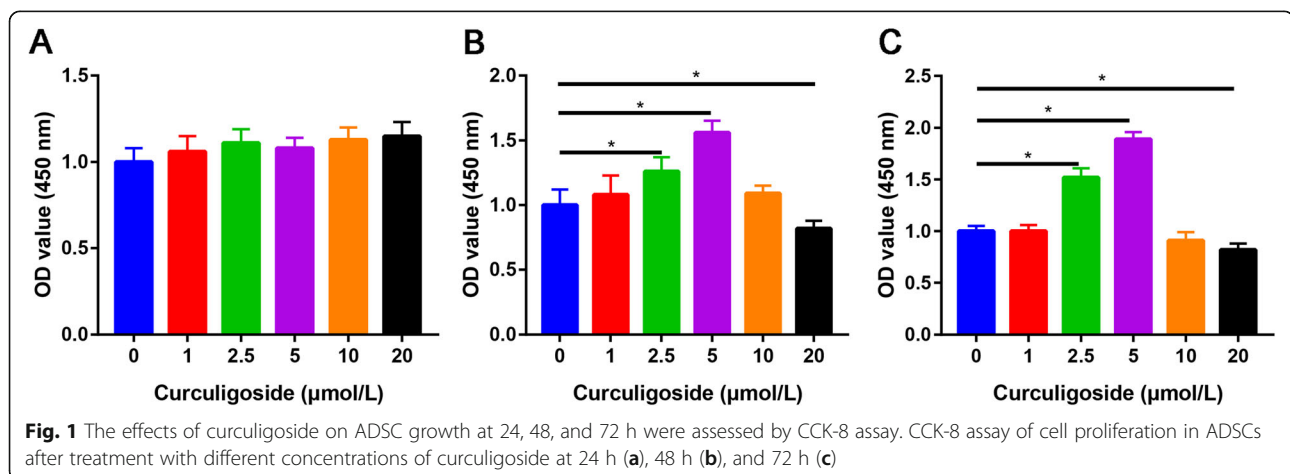 A
B
C
OD value (450 nm)
1.5
1.0
0.5
0.0
0 1 2.5 5 10 20
Curculigoside (μmol/L)
OD value (450 nm)
2.0
1.5
1.0
0.5
0.0
*
*
*
0 1 2.5 5 10 20
Curculigoside (μmol/L)
OD value (450 nm)
2.5
2.0
1.5
1.0
0.5
0.0
*
*
*
0 1 2.5 5 10 20
Curculigoside (μmol/L)
Fig. 1 The effects of curculigoside on ADSC growth at 24, 48, and 72 h were assessed by CCK-8 assay. CCK-8 assay of cell proliferation in ADSCs
after treatment with different concentrations of curculigoside at 24 h (a), 48 h (b), and 72 h (c)